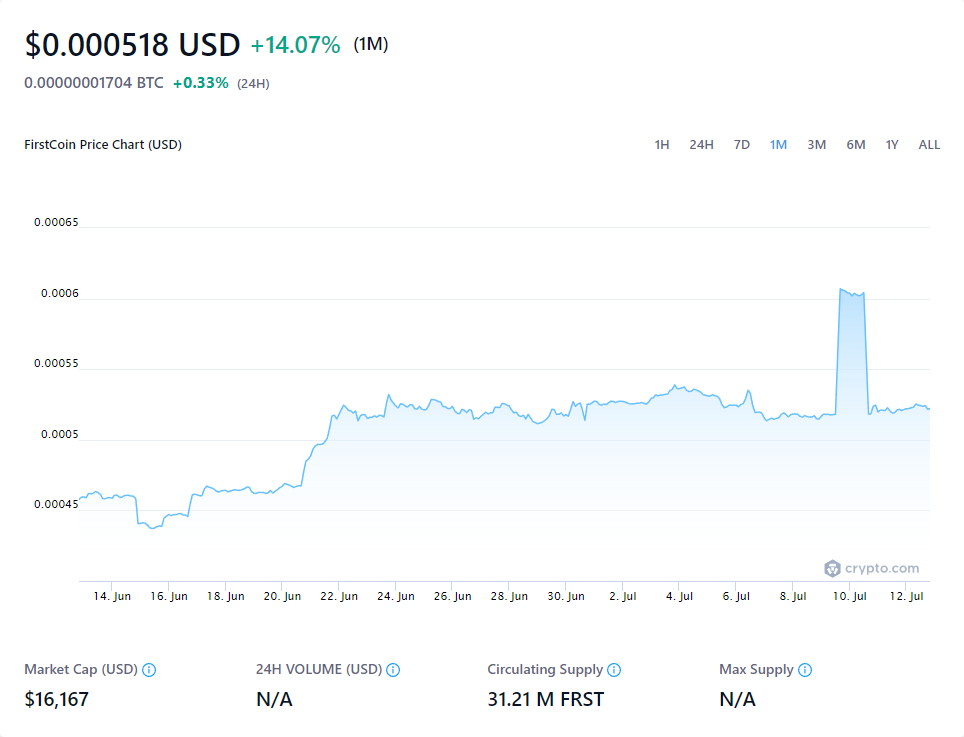 $0.000518 USD +14.07% (1M)
0.00000001704 BTC +0.33% (24H)
FirstCoin Price Chart (USD) 1H 24H 7D 1M 3M 6M 1Y ALL
0.00065
0.0006
0.00055
0.0005
0.00045
crypto.com
14. Jun 16. Jun 18. Jun 20. Jun 22. Jun 24. Jun 26. Jun 28. Jun 30. Jun 2. Jul 4. Jul 6. Jul 8. Jul 10. Jul 12. Jul
Market Cap (USD) 24H VOLUME (USD) Circulating Supply Max Supply
$16,167 N/A 31.21 M FRST N/A